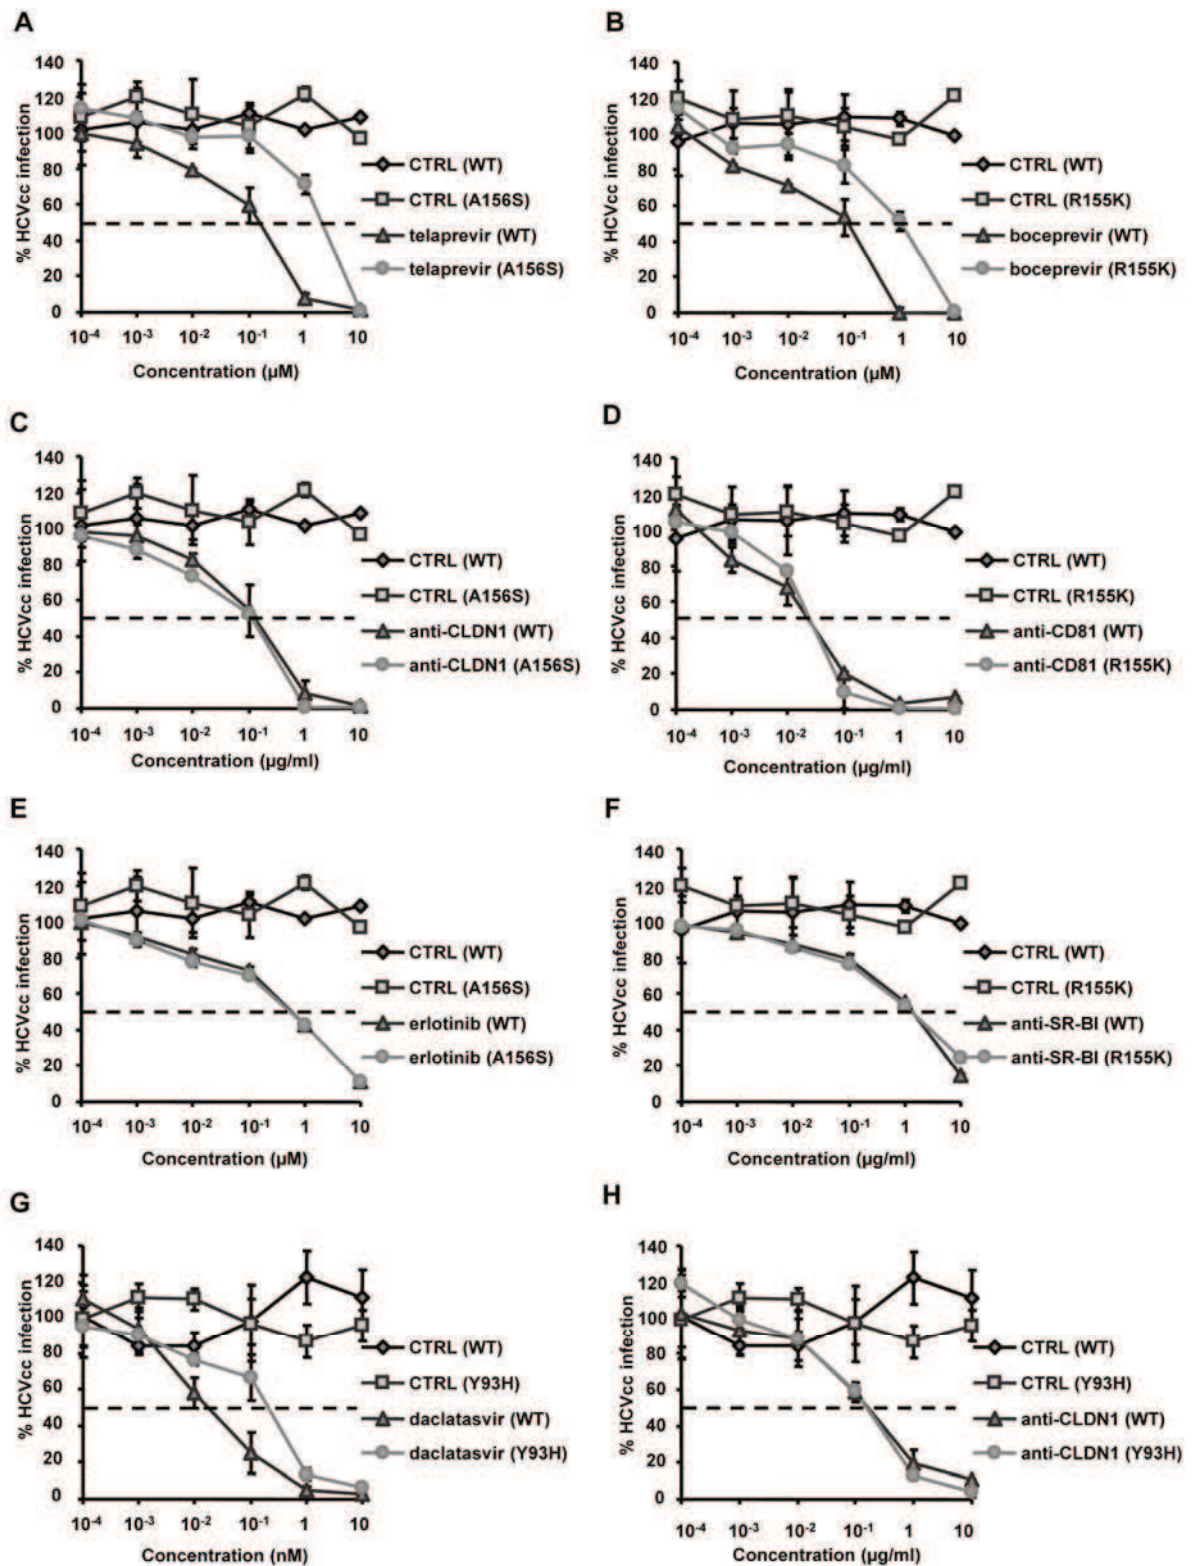 A
% HCVcc infection
140
120
100
80
60
40
20
0
10-4 10-3 10-2 10-1 1 10
Concentration (µM)
CTRL (WT)
CTRL (A156S)
telaprevir (WT)
telaprevir (A156S)
B
% HCVcc infection
140
120
100
80
60
40
20
0
10-4 10-3 10-2 10-1 1 10
Concentration (µM)
CTRL (WT)
CTRL (R155K)
boceprevir (WT)
boceprevir (R155K)
C
% HCVcc infection
140
120
100
80
60
40
20
0
10-4 10-3 10-2 10-1 1 10
Concentration (µg/ml)
CTRL (WT)
CTRL (A156S)
anti-CLDN1 (WT)
anti-CLDN1 (A156S)
D
% HCVcc infection
140
120
100
80
60
40
20
0
10-4 10-3 10-2 10-1 1 10
Concentration (µg/ml)
CTRL (WT)
CTRL (R155K)
anti-CD81 (WT)
anti-CD81 (R155K)
E
% HCVcc infection
140
120
100
80
60
40
20
0
10-4 10-3 10-2 10-1 1 10
Concentration (µM)
CTRL (WT)
CTRL (A156S)
erlotinib (WT)
erlotinib (A156S)
F
% HCVcc infection
140
120
100
80
60
40
20
0
10-4 10-3 10-2 10-1 1 10
Concentration (µg/ml)
CTRL (WT)
CTRL (R155K)
anti-SR-BI (WT)
anti-SR-BI (R155K)
G
% HCVcc infection
140
120
100
80
60
40
20
0
10-4 10-3 10-2 10-1 1 10
Concentration (nM)
CTRL (WT)
CTRL (Y93H)
daclatasvir (WT)
daclatasvir (Y93H)
H
% HCVcc infection
140
120
100
80
60
40
20
0
10-4 10-3 10-2 10-1 1 10
Concentration (µg/ml)
CTRL (WT)
CTRL (Y93H)
anti-CLDN1 (WT)
anti-CLDN1 (Y93H)